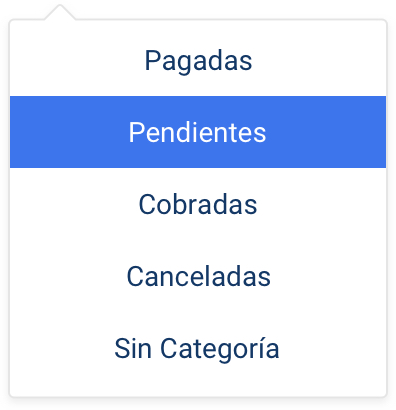 Pagadas
Pendientes
Cobradas
Canceladas
Sin Categoría